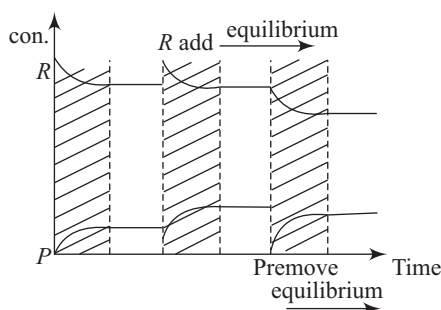 con.
R add
equilibrium
R
P
Premove
Time
equilibrium